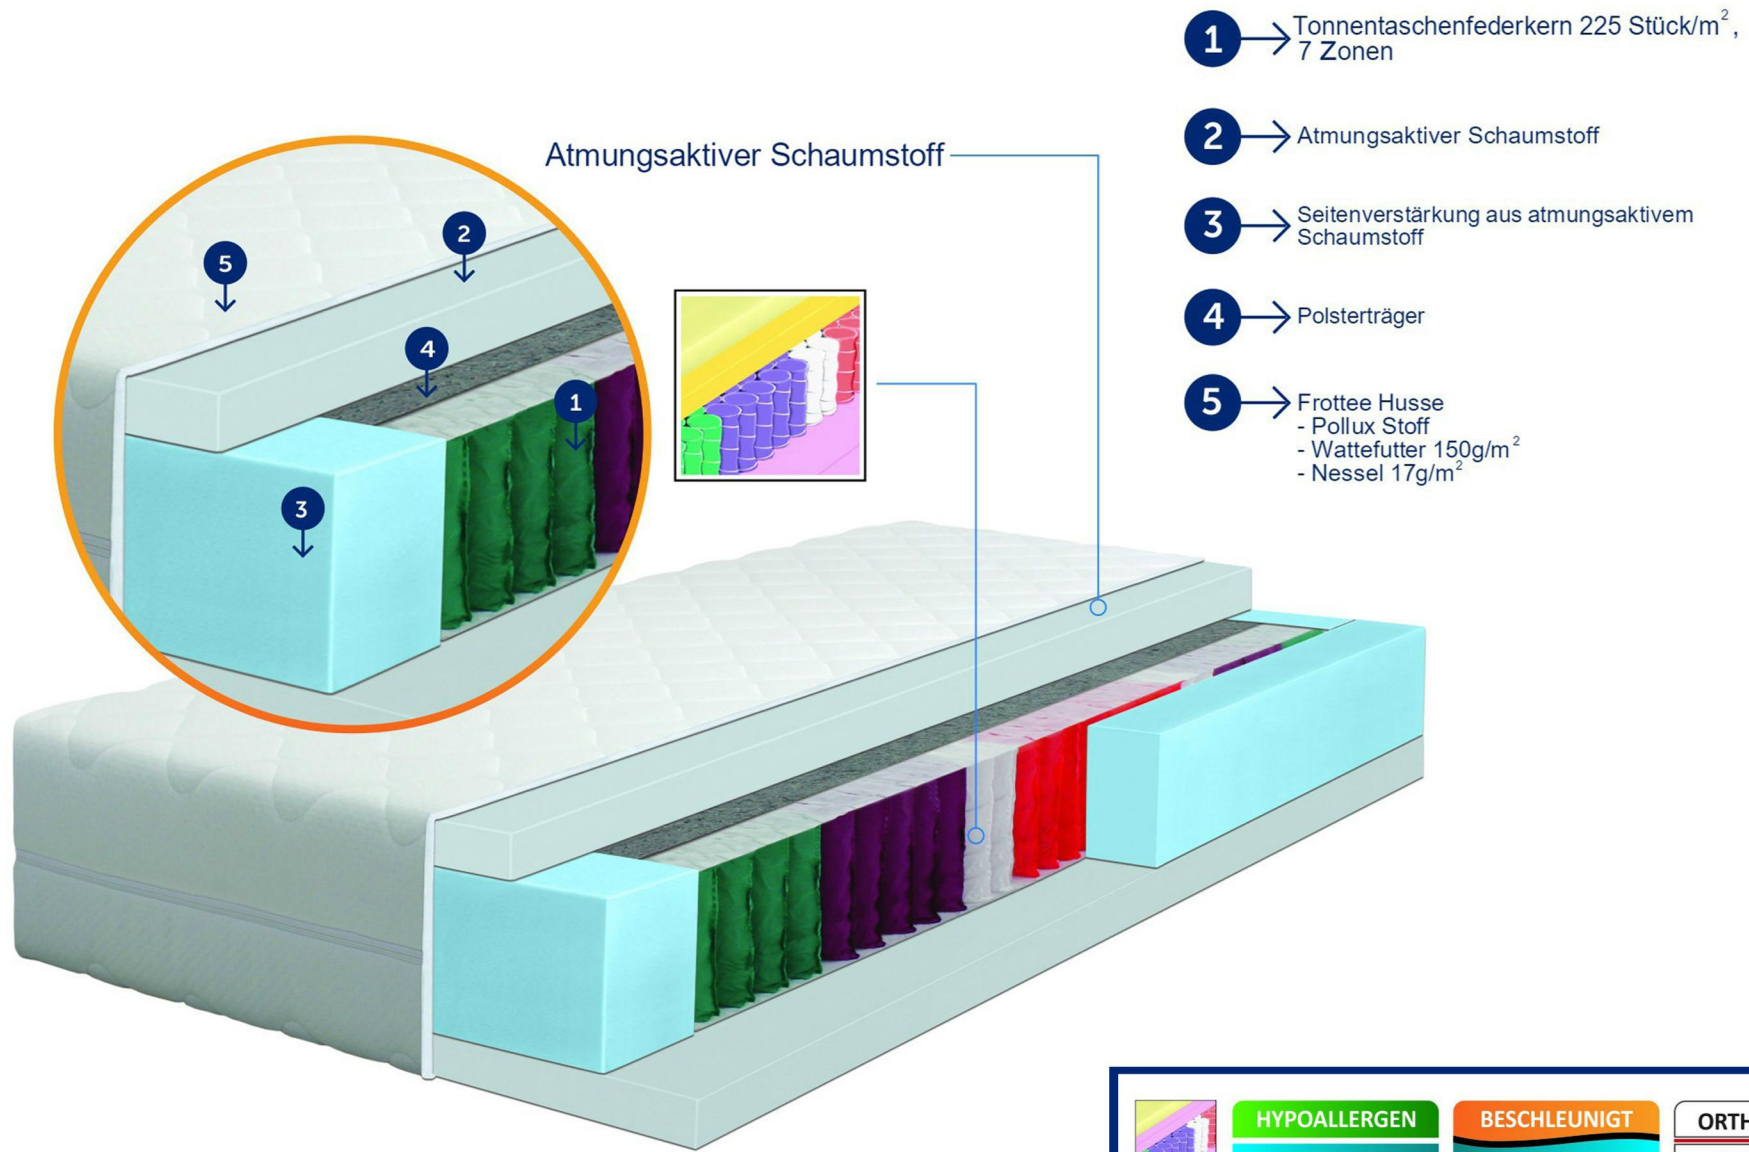 1 Tonnentaschenfederkern 225 Stück/m²,
7 Zonen
2 Atmungsaktiver Schaumstoff
3 Seitenverstärkung aus atmungsaktivem
Schaumstoff
4 Polsterträger
5 Frottee Husse
- Pollux Stoff
- Wattefutter 150g/m²
- Nessel 17g/m²
Atmungsaktiver Schaumstoff
2
5
4
1
3
HYPOALLERGEN
BESCHLEUNIGT
ORTH